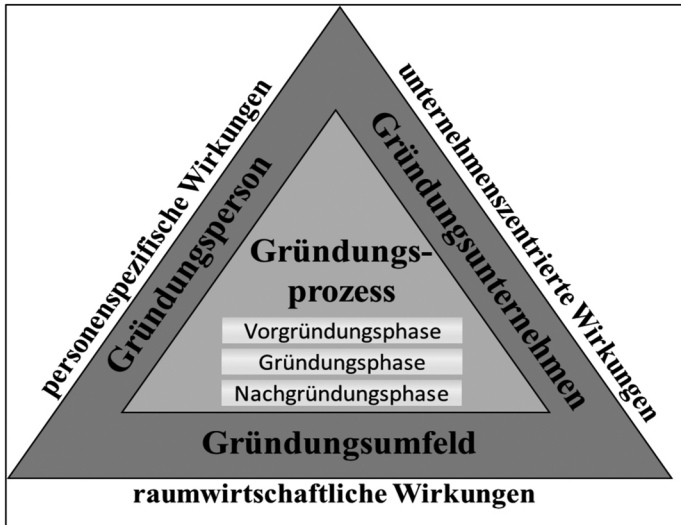 personenspezifische Wirkungen
Gründungsperson
unternehmenszentrierte Wirkungen
Gründungsunternehmen
Gründungs-
prozess
Vorgründungsphase
Gründungsphase
Nachgründungsphase
Gründungsumfeld
raumwirtschaftliche Wirkungen